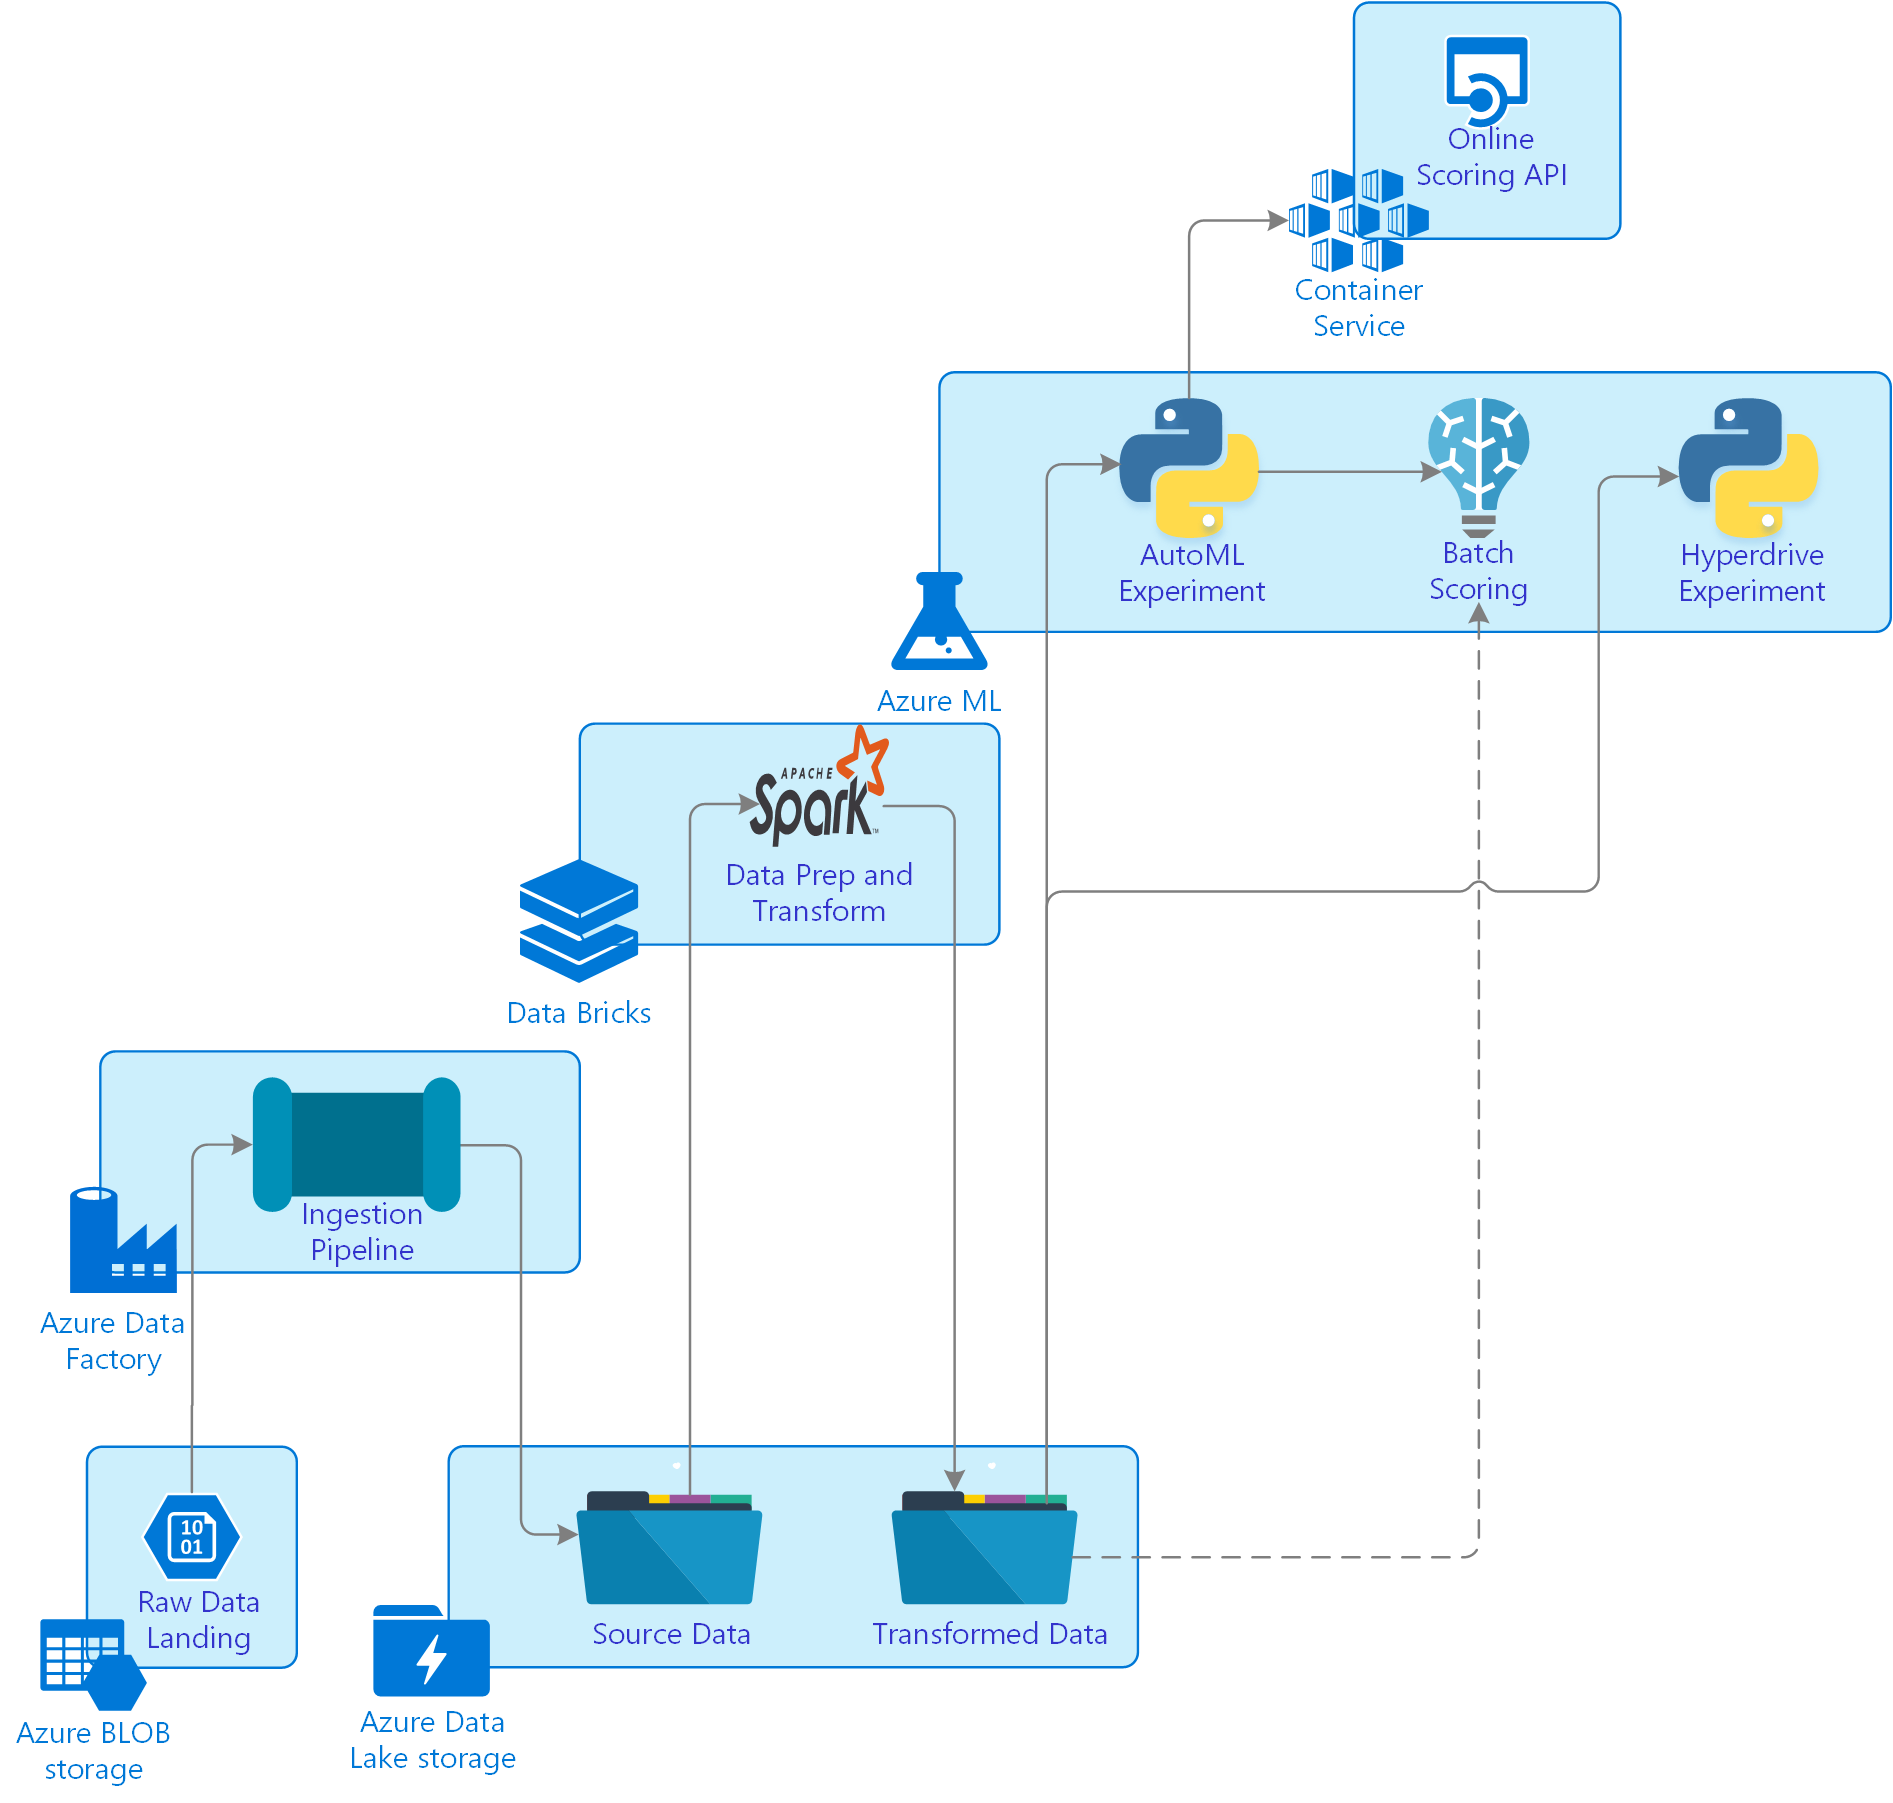 Online
Scoring API
Container
Service
AutoML
Experiment
Batch
Scoring
Hyperdrive
Experiment
Azure ML
APACHE
Spark
TM
Data Prep and
Transform
Data Bricks
Ingestion
Pipeline
Azure Data
Factory
10
01
Raw Data
Landing
Source Data
Transformed Data
Azure BLOB
storage
Azure Data
Lake storage